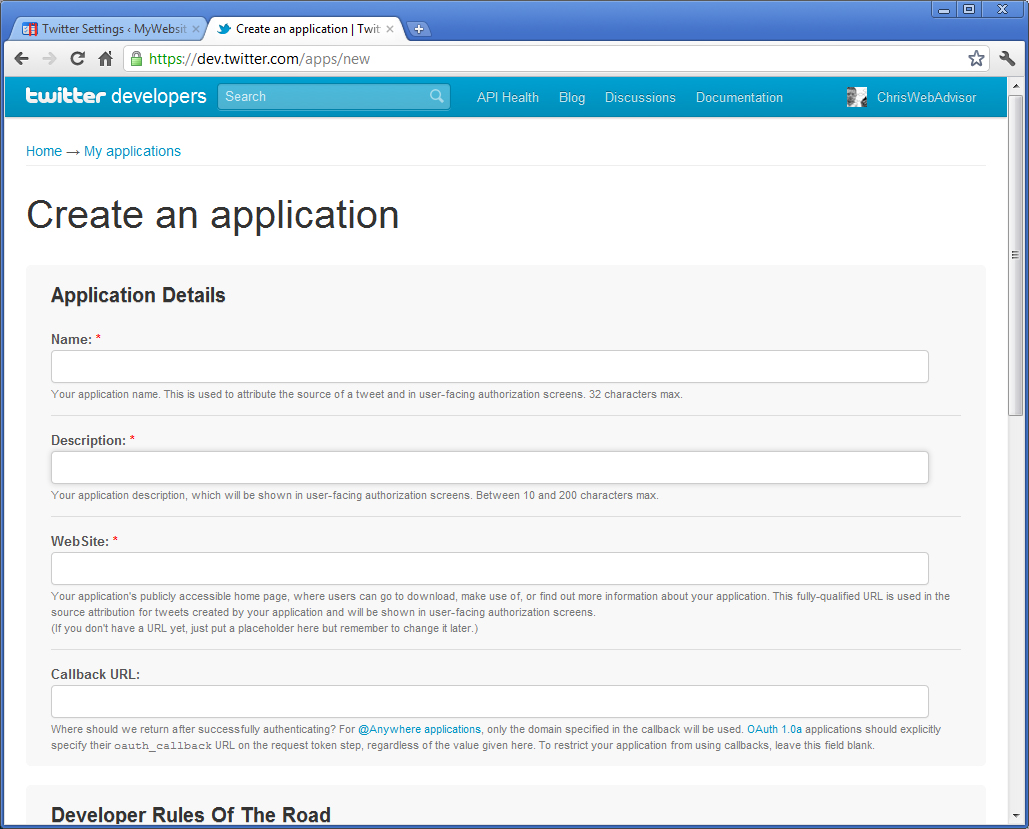 Twitter Settings ‹ MyWebsit
Create an application | Twit
https://dev.twitter.com/apps/new
twitter developers Search API Health Blog Discussions Documentation ChrisWebAdvisor
Home → My applications
Create an application
Application Details
Name: *
Your application name. This is used to attribute the source of a tweet and in user-facing authorization screens. 32 characters max.
Description: *
Your application description, which will be shown in user-facing authorization screens. Between 10 and 200 characters max.
WebSite: *
Your application's publicly accessible home page, where users can go to download, make use of, or find out more information about your application. This fully-qualified URL is used in the
source attribution for tweets created by your application and will be shown in user-facing authorization screens.
(If you don't have a URL yet, just put a placeholder here but remember to change it later.)
Callback URL:
Where should we return after successfully authenticating? For @Anywhere applications, only the domain specified in the callback will be used. OAuth 1.0a applications should explicitly
specify their oauth_callback URL on the request token step, regardless of the value given here. To restrict your application from using callbacks, leave this field blank.
Developer Rules Of The Road